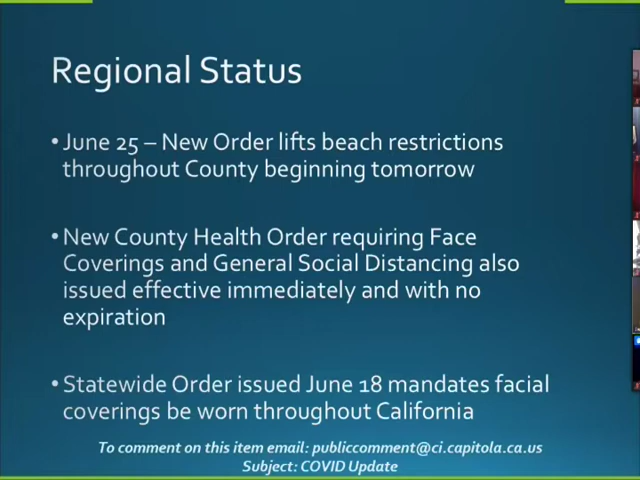 Regional Status
• June 25 – New Order lifts beach restrictions
throughout County beginning tomorrow
• New County Health Order requiring Face
Coverings and General Social Distancing also
issued effective immediately and with no
expiration
• Statewide Order issued June 18 mandates facial
coverings be worn throughout California
To comment on this item email: publiccomment@ci.capitola.ca.us
Subject: COVID Update